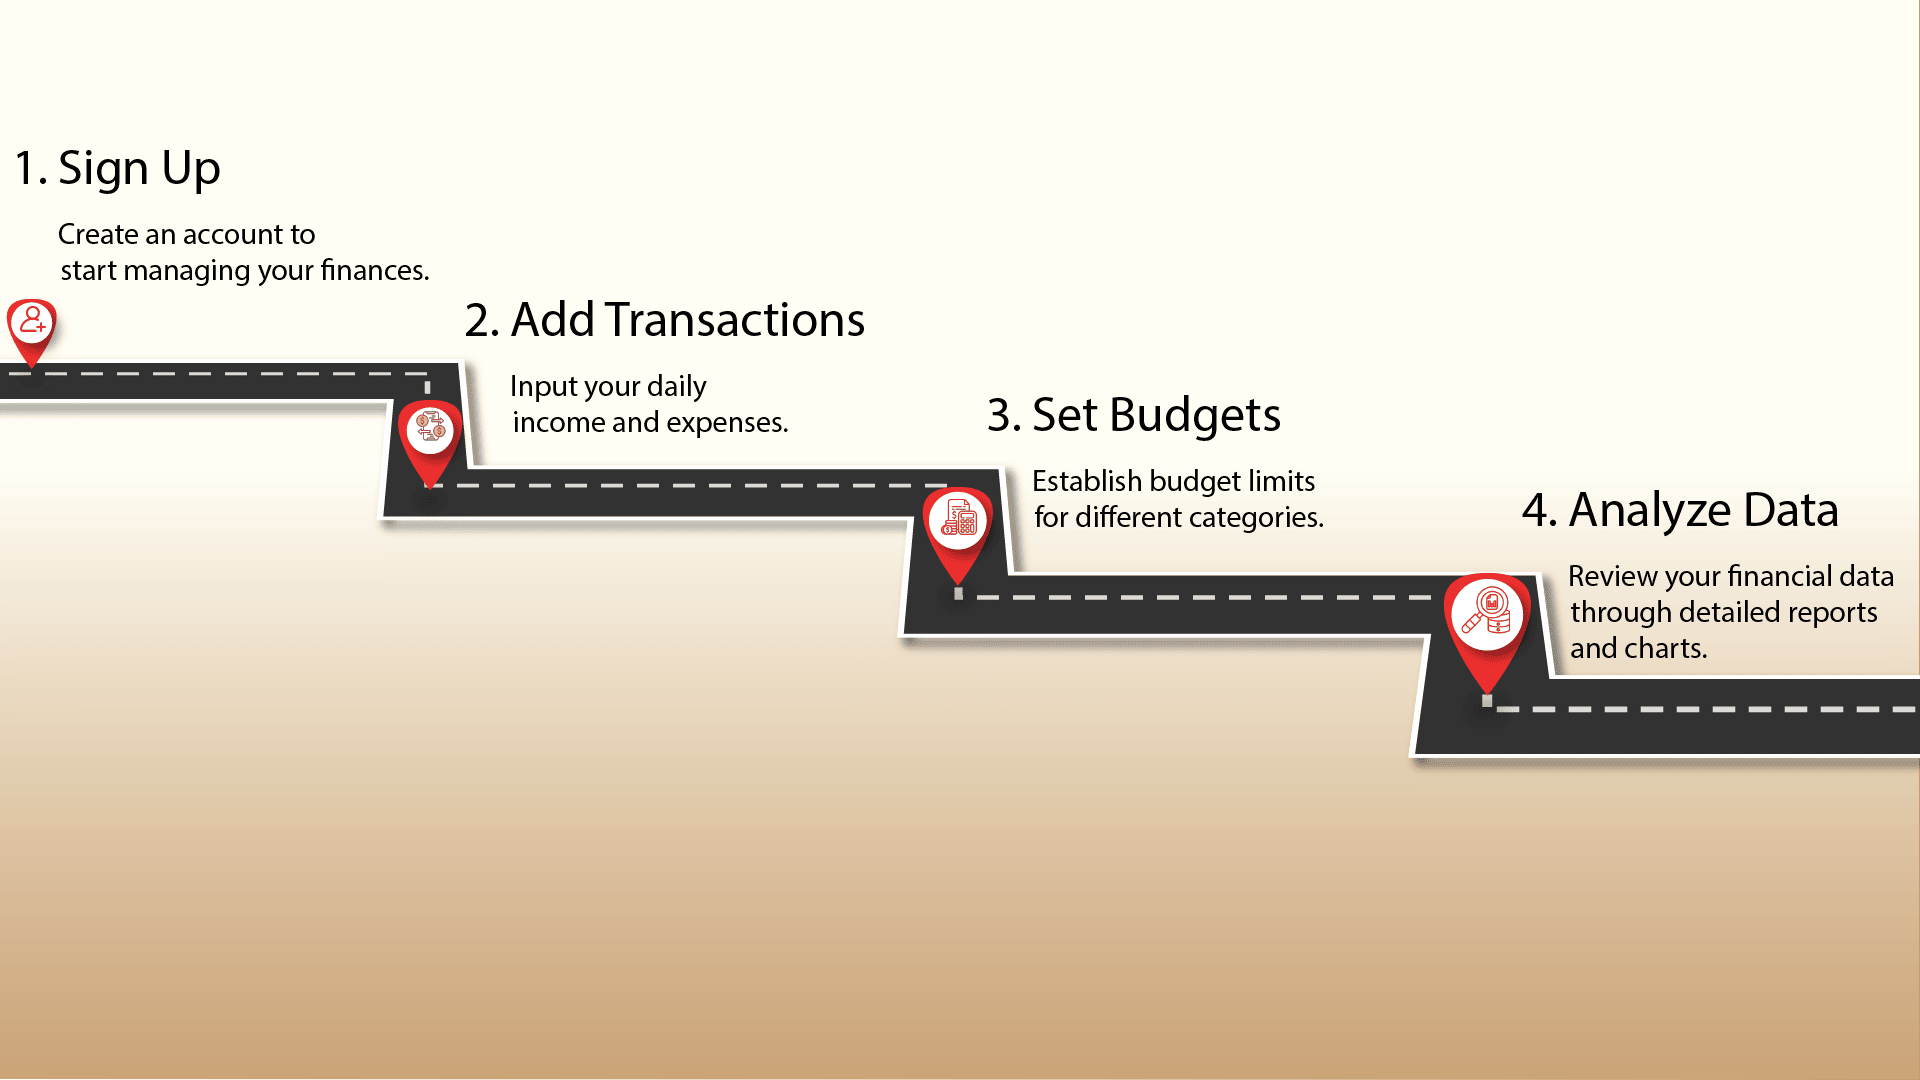 1. Sign Up
Create an account to
start managing your finances.
2. Add Transactions
Input your daily
income and expenses.
3. Set Budgets
Establish budget limits
for different categories.
4. Analyze Data
Review your financial data
through detailed reports
and charts.